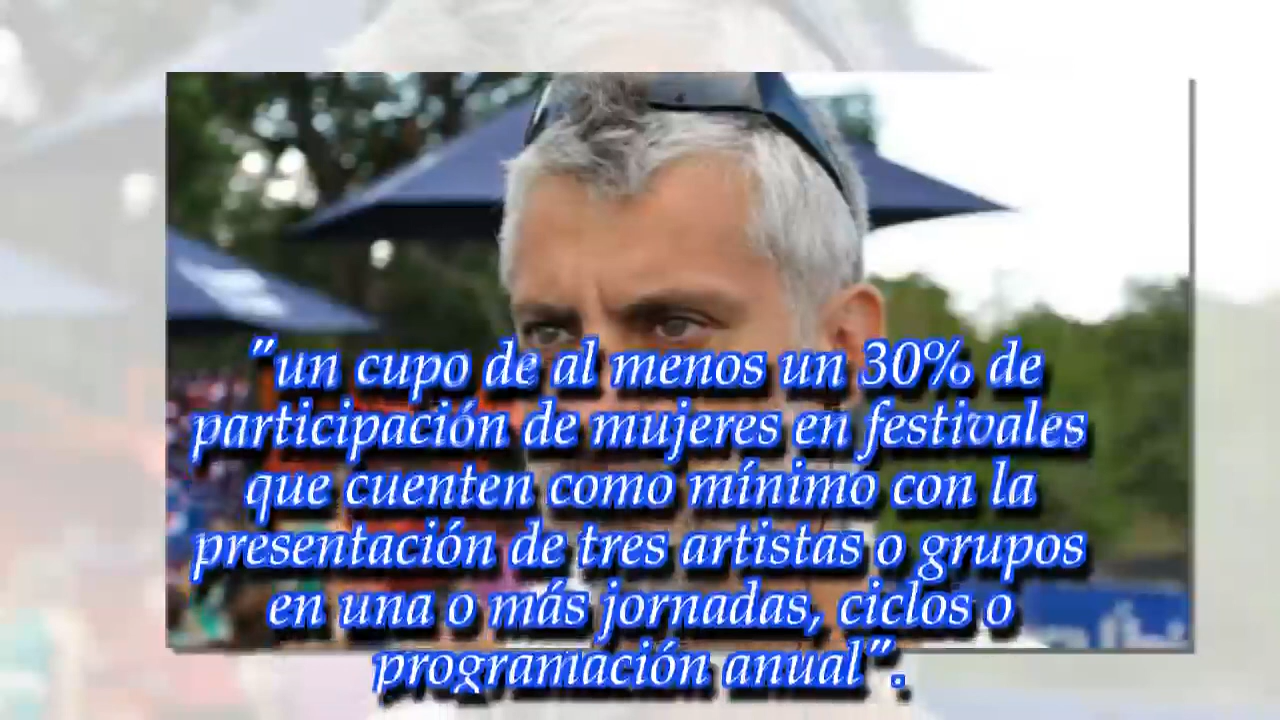 "un cupo de al menos un 30% de
participación de mujeres en festivales
que cuenten como mínimo con la
presentación de tres artistas o grupos
en una o más jornadas, ciclos o
programación anual".